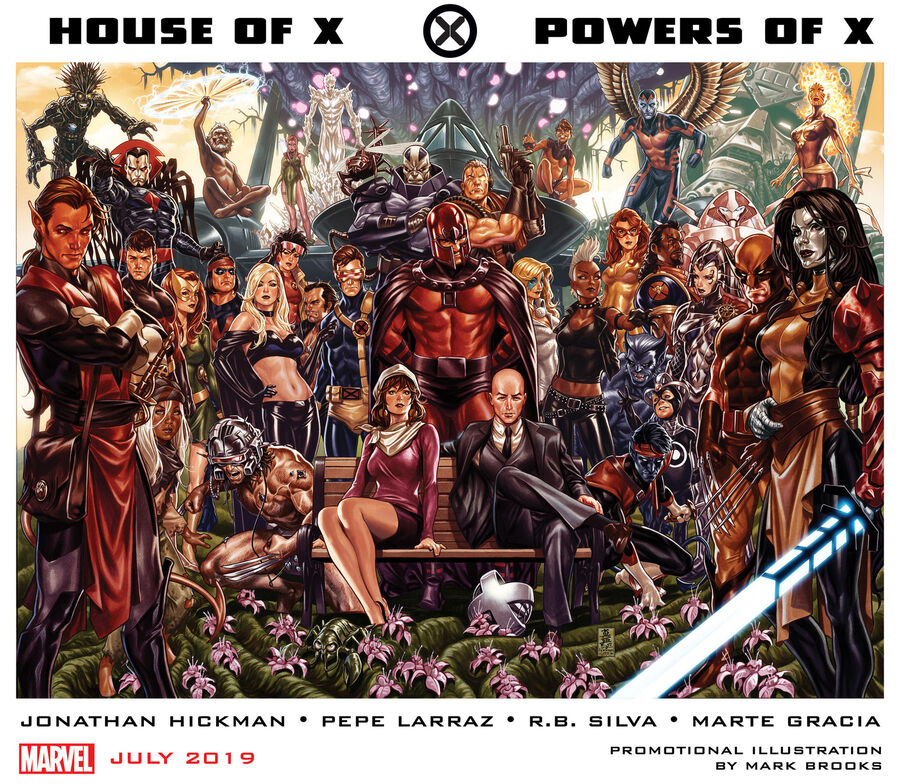 HOUSE OF X X POWERS OF X
JONATHAN HICKMAN • PEPE LARRAZ • R.B. SILVA • MARTE GRACIA
MARVEL JULY 2019
PROMOTIONAL ILLUSTRATION
BY MARK BROOKS